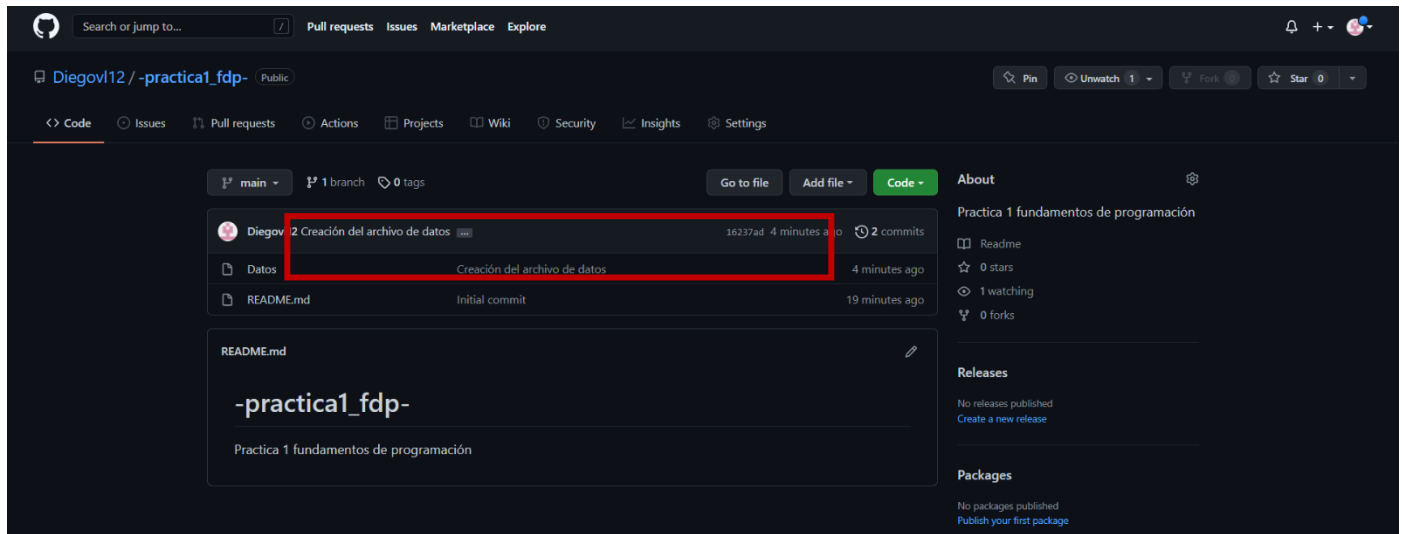 Search or jump to... / Pull requests Issues Marketplace Explore
Diegovl12 / -practica1_fdp- Public Pin Unwatch 1 Fork 0 Star 0
<> Code Issues Pull requests Actions Projects Wiki Security Insights Settings
main 1 branch 0 tags Go to file Add file Code
Creación del archivo de datos ... 16237ad 4 minutes ago 2 commits
Datos Creación del archivo de datos 4 minutes ago
README.md Initial commit 19 minutes ago
README.md
-practica1_fdp-
Practica 1 fundamentos de programación
About
Practica 1 fundamentos de programación
Readme
0 stars
1 watching
0 forks
Releases
No releases published
Create a new release
Packages
No packages published
Publish your first package